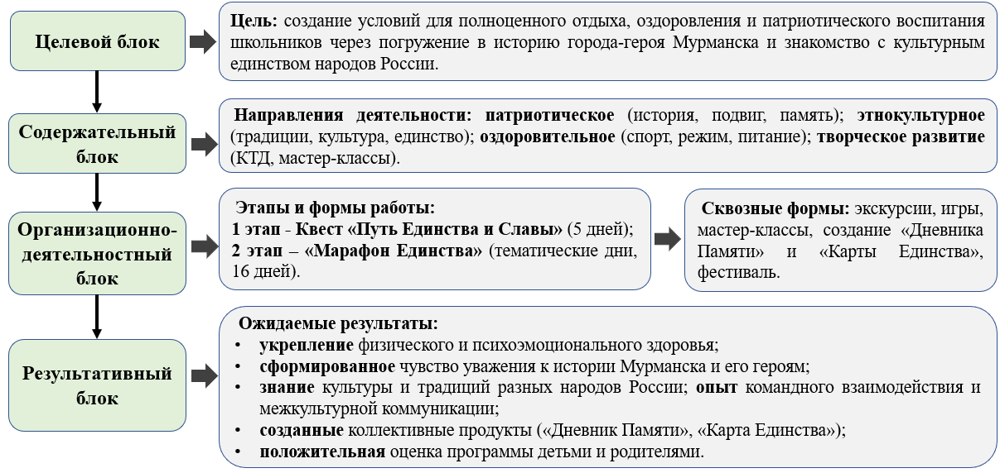 Целевой блок
Цель: создание условий для полноценного отдыха, оздоровления и патриотического воспитания
школьников через погружение в историю города-героя Мурманска и знакомство с культурным
единством народов России.
Содержательный
блок
Направления деятельности: патриотическое (история, подвиг, память); этнокультурное
(традиции, культура, единство); оздоровительное (спорт, режим, питание); творческое развитие
(КТД, мастер-классы).
Организационно-
деятельностный
блок
Этапы и формы работы:
1 этап - Квест «Путь Единства и Славы» (5 дней);
2 этап – «Марафон Единства» (тематические дни,
16 дней).
Сквозные формы: экскурсии, игры,
мастер-классы, создание «Дневника
Памяти» и «Карты Единства»,
фестиваль.
Результативный
блок
Ожидаемые результаты:
• укрепление физического и психоэмоционального здоровья;
• сформированное чувство уважения к истории Мурманска и его героям;
• знание культуры и традиций разных народов России; опыт командного взаимодействия и
межкультурной коммуникации;
• созданные коллективные продукты («Дневник Памяти», «Карта Единства»);
• положительная оценка программы детьми и родителями.